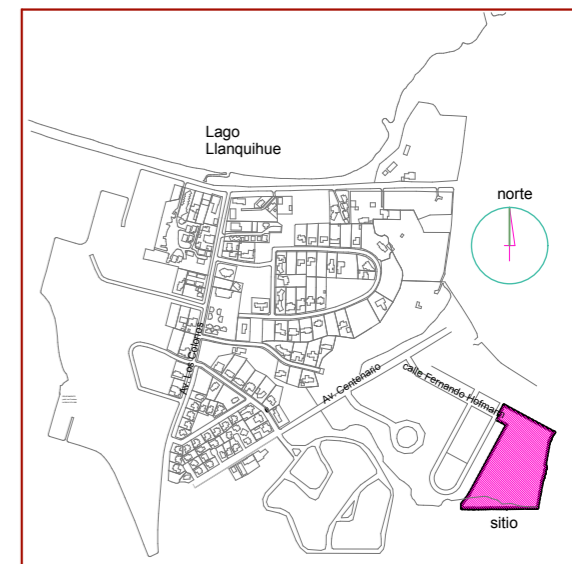 Lago
Llanquihue
norte
Av. Los Colonos
Av. Centenario
calle Fernando Hofmann
sitio